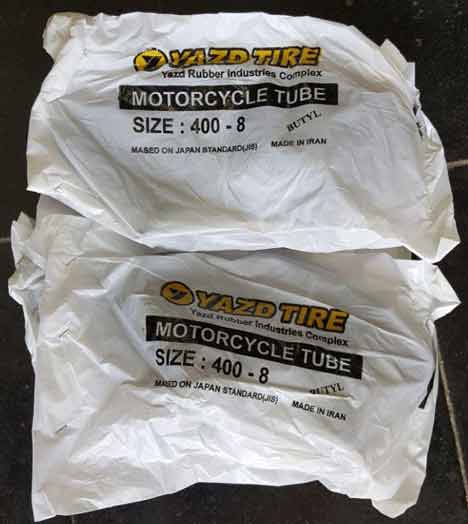 YAZD TIRE
Yazd Rubber Industries Complex
MOTORCYCLE TUBE
SIZE : 400 - 8
BUTYL
MASED ON JAPAN STANDARD(JIS)
MADE IN IRAN
YAZD TIRE
Yazd Rubber Industries Complex
MOTORCYCLE TUBE
SIZE : 400 - 8
BUTYL
MASED ON JAPAN STANDARD(JIS)
MADE IN IRAN